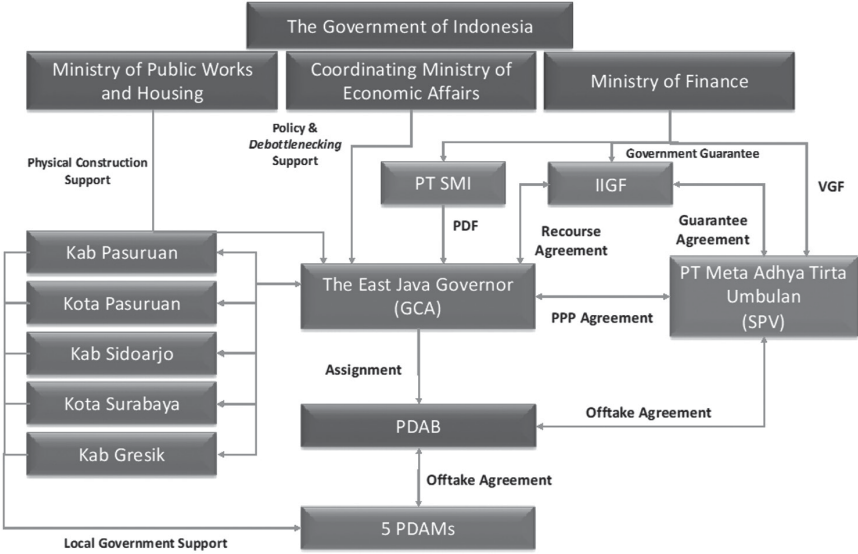 The Government of Indonesia
Ministry of Public Works
and Housing
Coordinating Ministry of
Economic Affairs
Ministry of Finance
Policy &
Debottlenecking
Support
Physical Construction
Support
Government Guarantee
PT SMI
IIGF
VGF
PDF
Recourse
Agreement
Guarantee
Agreement
Kab Pasuruan
Kota Pasuruan
Kab Sidoarjo
Kota Surabaya
Kab Gresik
The East Java Governor
(GCA)
PPP Agreement
PT Meta Adhya Tirta
Umbulan
(SPV)
Assignment
PDAB
Offtake Agreement
Offtake Agreement
5 PDAMs
Local Government Support